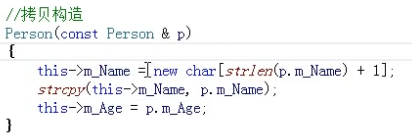 //拷贝构造
Person(const Person & p)
{
this->m_Name = new char[strlen(p.m_Name) + 1];
strcpy(this->m_Name, p.m_Name);
this->m_Age = p.m_Age;
}